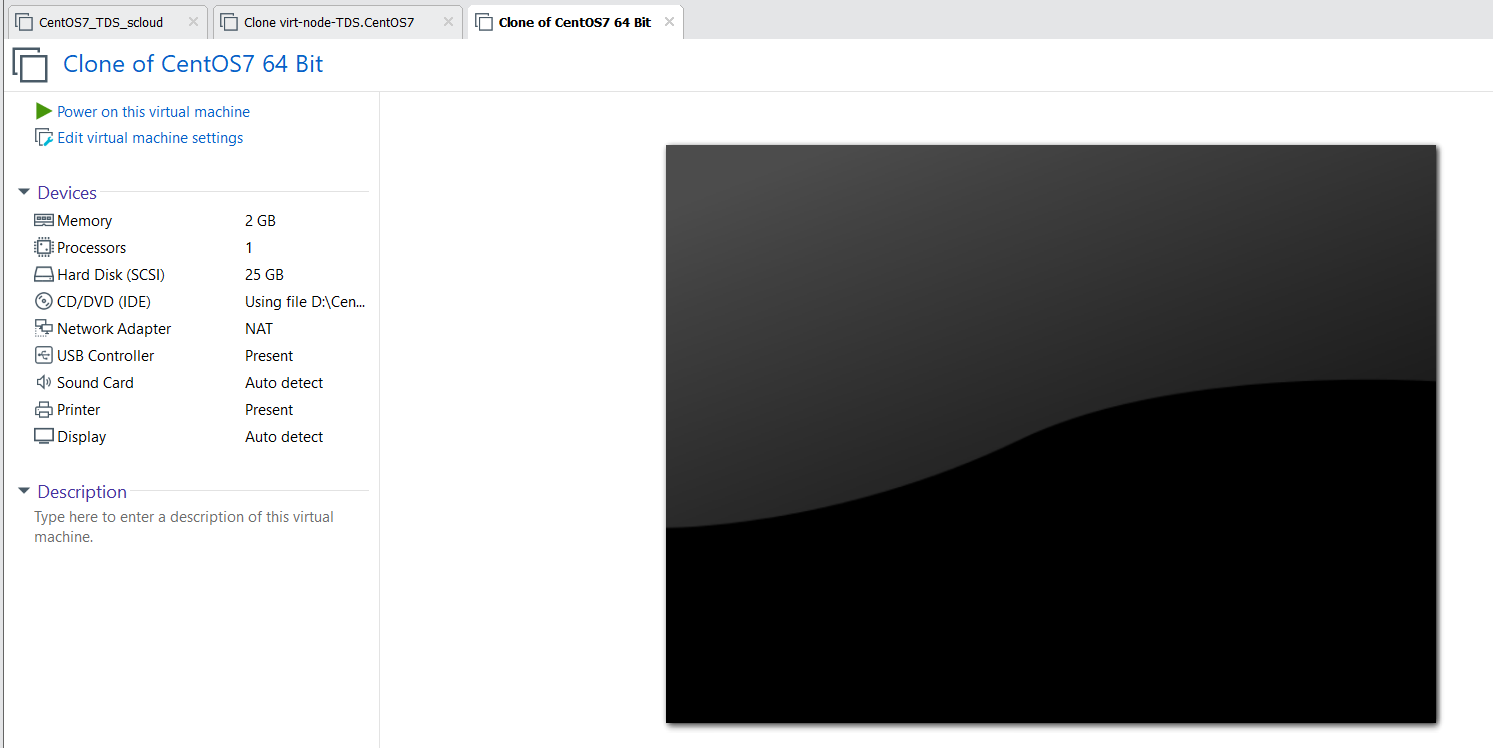 CentOS7_TDS_scloud
Clone virt-node-TDS.CentOS7
Clone of CentOS7 64 Bit
Clone of CentOS7 64 Bit
Power on this virtual machine
Edit virtual machine settings
Devices
Memory 2 GB
Processors 1
Hard Disk (SCSI) 25 GB
CD/DVD (IDE) Using file D:\Cen...
Network Adapter NAT
USB Controller Present
Sound Card Auto detect
Printer Present
Display Auto detect
Description
Type here to enter a description of this virtual
machine.